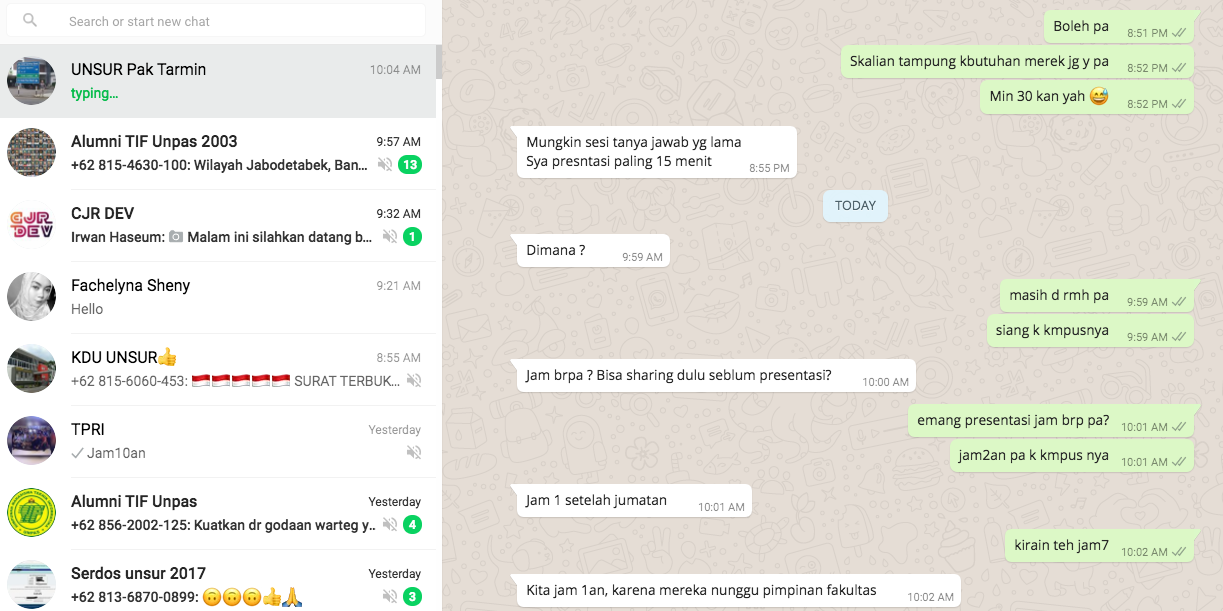 Search or start new chat
UNSUR Pak Tarmin
10:04 AM
typing...
Alumni TIF Unpas 2003
9:57 AM
+62 815-4630-100: Wilayah Jabodetabek, Ban...
13
CJR DEV
CJR DEV
9:32 AM
Irwan Haseum: 📷 Malam ini silahkan datang b...
1
Fachelyna Sheny
9:21 AM
Hello
KDU UNSUR👍
8:55 AM
+62 815-6060-453: 🇮🇩🇮🇩🇮🇩🇮🇩🇮🇩 SURAT TERBUK...
TPRI
Yesterday
Jam10an
Alumni TIF Unpas
Yesterday
+62 856-2002-125: Kuatkan dr godaan warteg y..
4
Serdos unsur 2017
Yesterday
+62 813-6870-0899: 🙃🙃🙃👍🙏
3
Boleh pa
8:51 PM
Skalian tampung kbutuhan merek jg y pa
8:52 PM
Min 30 kan yah 😅
8:52 PM
Mungkin sesi tanya jawab yg lama
Sya presntasi paling 15 menit
8:55 PM
TODAY
Dimana ?
9:59 AM
masih d rmh pa
9:59 AM
siang k kmpusnya
9:59 AM
Jam brpa ? Bisa sharing dulu seblum presentasi?
10:00 AM
emang presentasi jam brp pa?
10:01 AM
jam2an pa k kmpus nya
10:01 AM
Jam 1 setelah jumatan
10:01 AM
kirain teh jam7
10:02 AM
Kita jam 1an, karena mereka nunggu pimpinan fakultas
10:02 AM